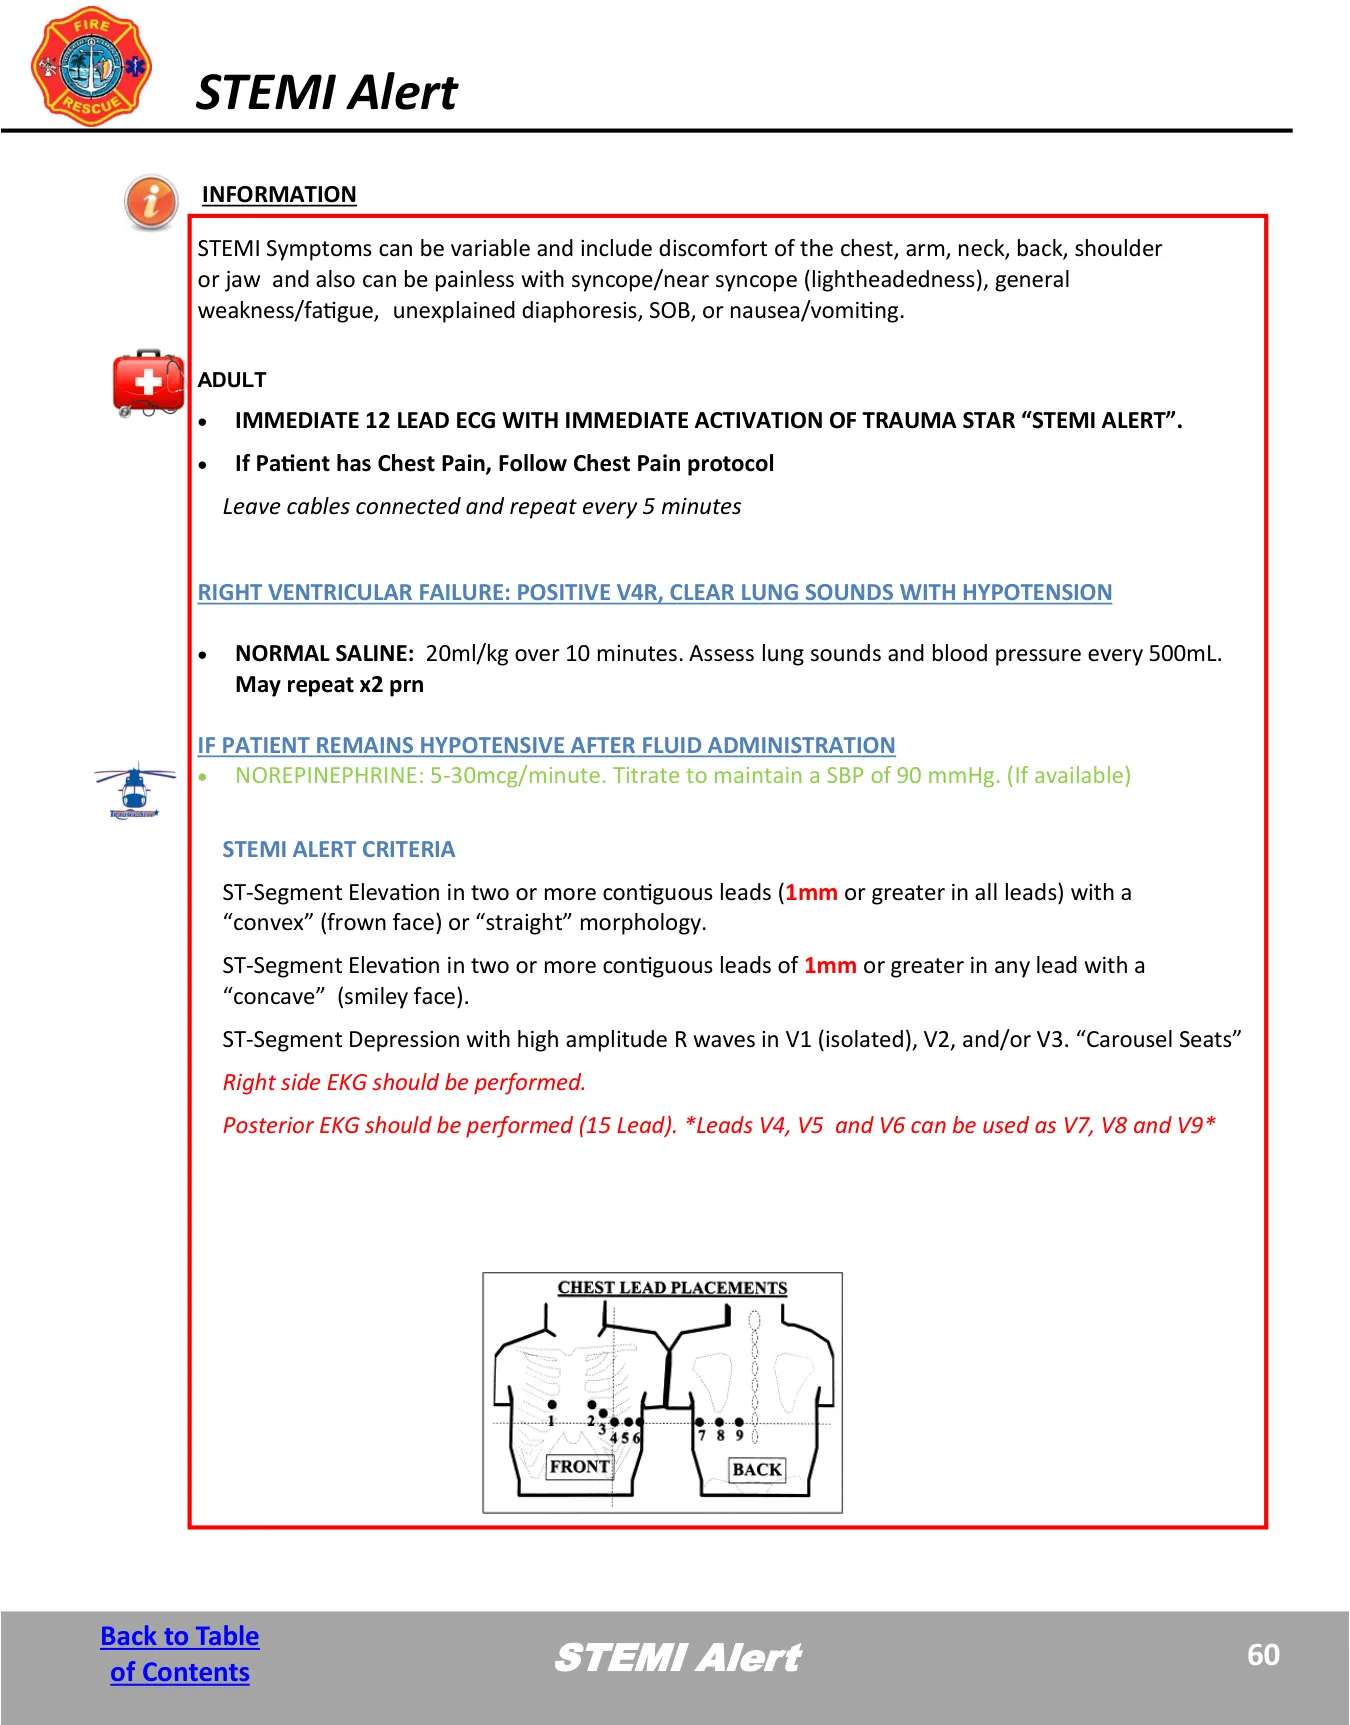 FIRE
RESCUE
STEMI Alert
INFORMATION
STEMI Symptoms can be variable and include discomfort of the chest, arm, neck, back, shoulder
or jaw  and also can be painless with syncope/near syncope (lightheadedness), general
weakness/fatigue,  unexplained diaphoresis, SOB, or nausea/vomiting.
ADULT
• IMMEDIATE 12 LEAD ECG WITH IMMEDIATE ACTIVATION OF TRAUMA STAR “STEMI ALERT”.
• If Patient has Chest Pain, Follow Chest Pain protocol
Leave cables connected and repeat every 5 minutes
RIGHT VENTRICULAR FAILURE: POSITIVE V4R, CLEAR LUNG SOUNDS WITH HYPOTENSION
• NORMAL SALINE:  20ml/kg over 10 minutes. Assess lung sounds and blood pressure every 500mL.
May repeat x2 prn
IF PATIENT REMAINS HYPOTENSIVE AFTER FLUID ADMINISTRATION
• NOREPINEPHRINE: 5-30mcg/minute. Titrate to maintain a SBP of 90 mmHg. (If available)
STEMI ALERT CRITERIA
ST-Segment Elevation in two or more contiguous leads (1mm or greater in all leads) with a
“convex” (frown face) or “straight” morphology.
ST-Segment Elevation in two or more contiguous leads of 1mm or greater in any lead with a
“concave”  (smiley face).
ST-Segment Depression with high amplitude R waves in V1 (isolated), V2, and/or V3. “Carousel Seats”
Right side EKG should be performed.
Posterior EKG should be performed (15 Lead). *Leads V4, V5  and V6 can be used as V7, V8 and V9*
CHEST LEAD PLACEMENTS
1 2 3 4 5 6 7 8 9
FRONT BACK
Back to Table
of Contents
STEMI Alert
60